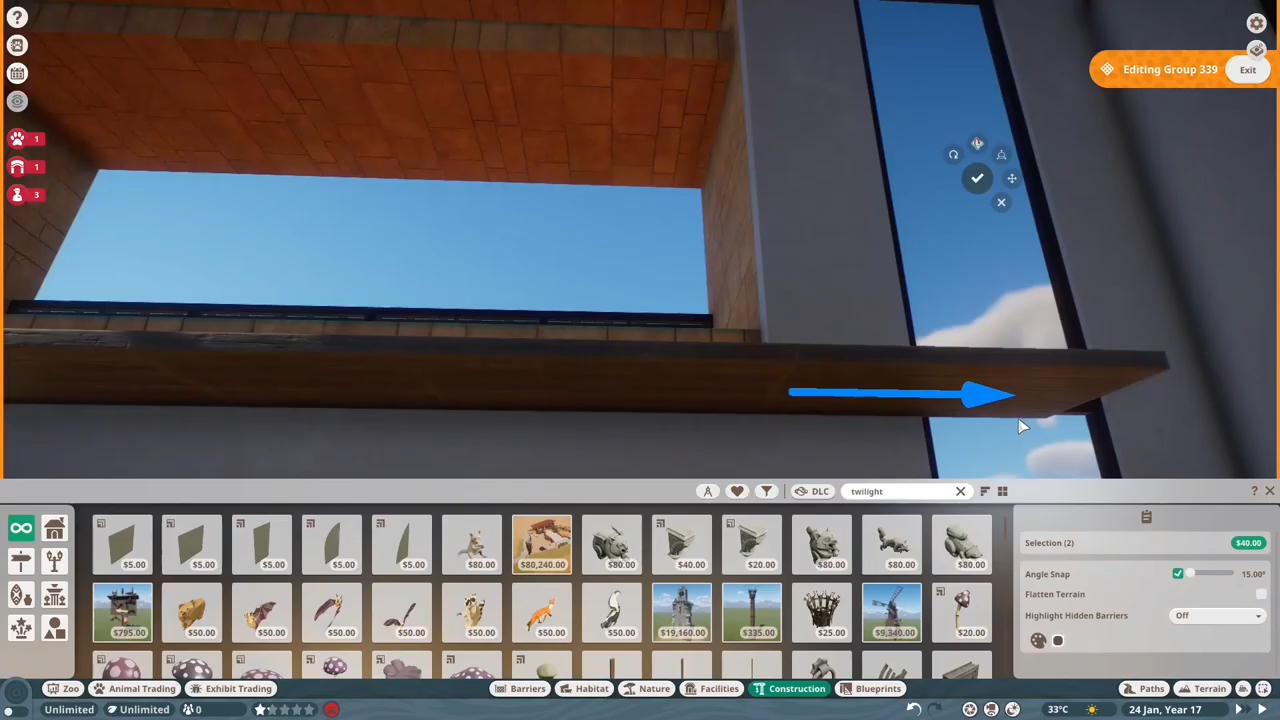 ?
Editing Group 339 Exit
1
1
3
DLC twilight
?
$5.00 $5.00 $5.00 $5.00 $5.00 $80.00 $80,240.00 $80.00 $40.00 $20.00 $80.00 $80.00 $80.00
$795.00 $50.00 $50.00 $50.00 $50.00 $50.00 $50.00 $50.00 $19,160.00 $335.00 $25.00 $9,340.00 $20.00
Selection (2) $40.00
Angle Snap 15.00°
Flatten Terrain
Highlight Hidden Barriers Off
Zoo Animal Trading Exhibit Trading Barriers Habitat Nature Facilities Construction Blueprints Paths Terrain
Unlimited Unlimited 0 33°C 24 Jan, Year 17